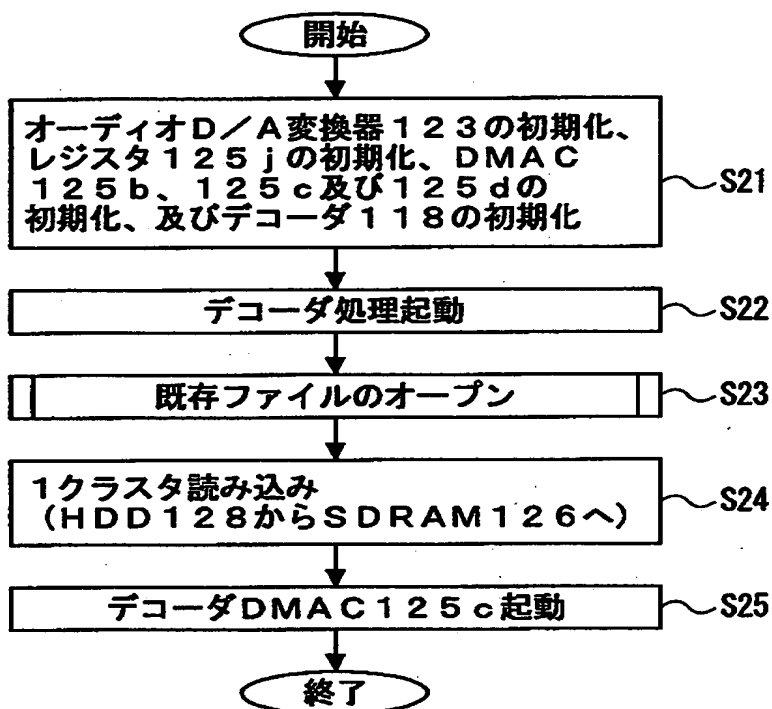 開始
オーディオD/A変換器123の初期化、
レジスタ125jの初期化、DMAC
125b、125c及び125dの
初期化、及びデコーダ118の初期化
S21
デコーダ処理起動
S22
既存ファイルのオープン
S23
1クラスタ読み込み
(HDD128からSDRAM126へ)
S24
デコーダDMAC125c起動
S25
終了